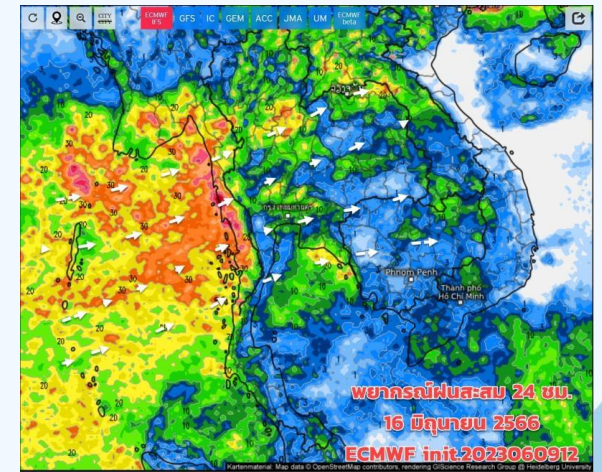 CITY
ECMWF IFS
GFS
IC
GEM
ACC
JMA
UM
ECMWF beta
กรุงเทพมหานคร
Phnom Penh
Thành phố
Hồ Chí Minh
พยากรณ์ฝนสะสม 24 ชม.
16 มิถุนายน 2566
ECMWF init.2023060912
Kartenmaterial: Map data © OpenStreetMap contributors, rendering GIScience Research Group @ Heidelberg University